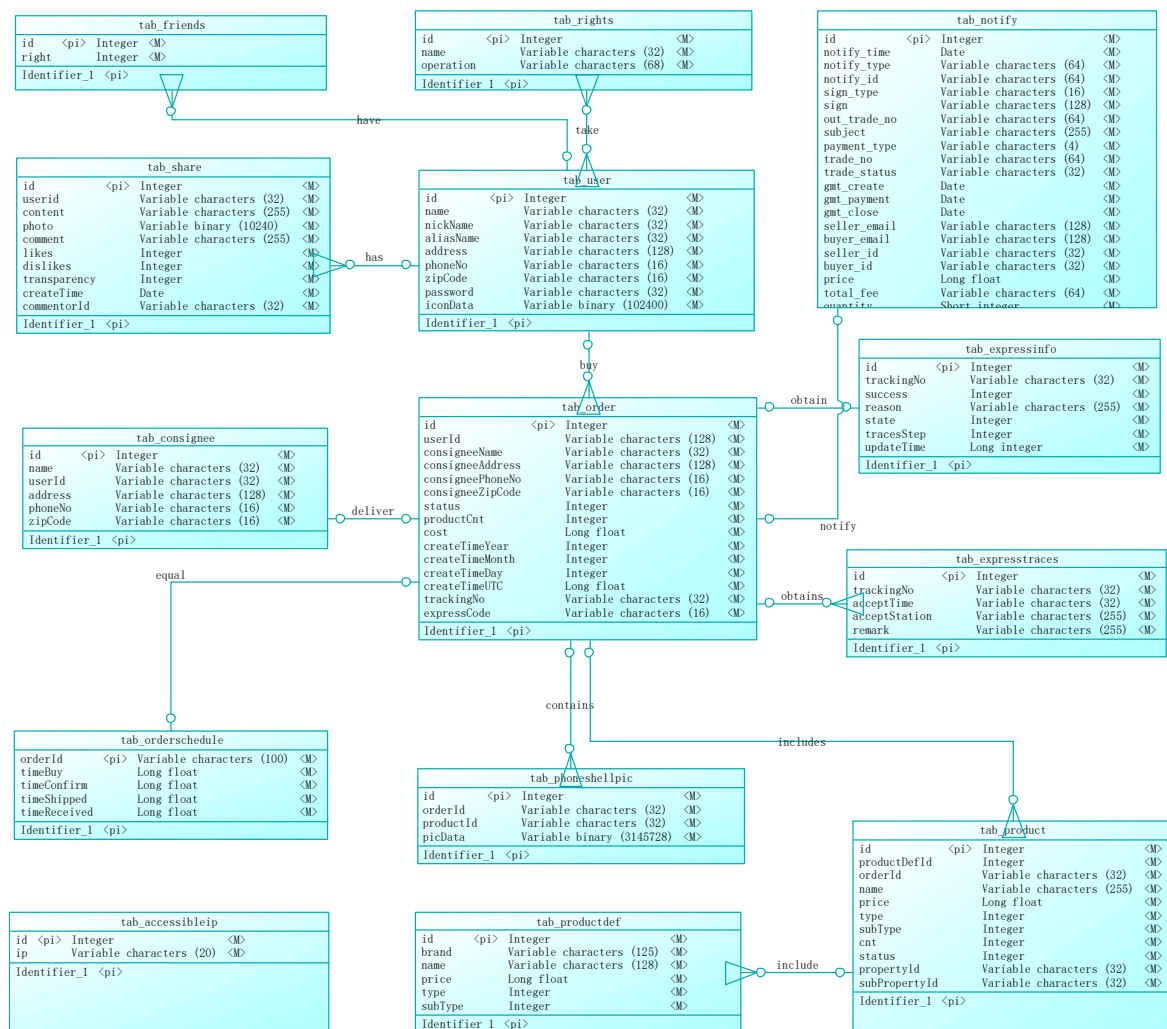 tab_friends
id <pi> Integer <M>
right Integer <M>
Identifier_1 <pi>
tab_rights
id <pi> Integer <M>
name Variable characters (32) <M>
operation Variable characters (68) <M>
Identifier_1 <pi>
tab_notify
id <pi> Integer <M>
notify_time Date <M>
notify_type Variable characters (64) <M>
notify_id Variable characters (64) <M>
sign_type Variable characters (16) <M>
sign Variable characters (128) <M>
out_trade_no Variable characters (64) <M>
subject Variable characters (255) <M>
payment_type Variable characters (4) <M>
trade_no Variable characters (64) <M>
trade_status Variable characters (32) <M>
gmt_create Date <M>
gmt_payment Date <M>
gmt_close Date <M>
seller_email Variable characters (128) <M>
buyer_email Variable characters (128) <M>
seller_id Variable characters (32) <M>
buyer_id Variable characters (32) <M>
price Long float <M>
total_fee Variable characters (64) <M>
quantity Short integer <M>
have
take
tab_share
id <pi> Integer <M>
userid Variable characters (32) <M>
content Variable characters (255) <M>
photo Variable binary (10240) <M>
comment Variable characters (255) <M>
likes Integer <M>
dislikes Integer <M>
transparency Integer <M>
createTime Date <M>
commentorId Variable characters (32) <M>
Identifier_1 <pi>
has
tab_user
id <pi> Integer <M>
name Variable characters (32) <M>
nickName Variable characters (32) <M>
aliasName Variable characters (32) <M>
address Variable characters (128) <M>
phoneNo Variable characters (16) <M>
zipCode Variable characters (16) <M>
password Variable characters (32) <M>
iconData Variable binary (102400) <M>
Identifier_1 <pi>
buy
tab_expressinfo
id <pi> Integer <M>
trackingNo Variable characters (32) <M>
success Integer <M>
reason Variable characters (255) <M>
state Integer <M>
tracesStep Integer <M>
updateTime Long integer <M>
Identifier_1 <pi>
obtain
tab_order
id <pi> Integer <M>
userId Variable characters (128) <M>
consigneeName Variable characters (32) <M>
consigneeAddress Variable characters (128) <M>
consigneePhoneNo Variable characters (16) <M>
consigneeZipCode Variable characters (16) <M>
status Integer <M>
productCnt Integer <M>
cost Long float <M>
createTimeYear Integer <M>
createTimeMonth Integer <M>
createTimeDay Integer <M>
createTimeUTC Long float <M>
trackingNo Variable characters (32) <M>
expressCode Variable characters (16) <M>
Identifier_1 <pi>
tab_consignee
id <pi> Integer <M>
name Variable characters (32) <M>
userId Variable characters (32) <M>
address Variable characters (128) <M>
phoneNo Variable characters (16) <M>
zipCode Variable characters (16) <M>
Identifier_1 <pi>
deliver
notify
equal
tab_expresstraces
id <pi> Integer <M>
trackingNo Variable characters (32) <M>
acceptTime Variable characters (32) <M>
acceptStation Variable characters (255) <M>
remark Variable characters (255) <M>
Identifier_1 <pi>
obtains
contains
includes
tab_orderschedule
orderId <pi> Variable characters (100) <M>
timeBuy Long float <M>
timeConfirm Long float <M>
timeShipped Long float <M>
timeReceived Long float <M>
Identifier_1 <pi>
tab_phoneshellpic
id <pi> Integer <M>
orderId Variable characters (32) <M>
productId Variable characters (32) <M>
picData Variable binary (3145728) <M>
Identifier_1 <pi>
tab_product
id <pi> Integer <M>
productDefId Integer <M>
orderId Variable characters (32) <M>
name Variable characters (255) <M>
price Long float <M>
type Integer <M>
subType Integer <M>
cnt Integer <M>
status Integer <M>
propertyId Variable characters (32) <M>
subPropertyId Variable characters (32) <M>
Identifier_1 <pi>
tab_accessibleip
id <pi> Integer <M>
ip Variable characters (20) <M>
Identifier_1 <pi>
tab_productdef
id <pi> Integer <M>
brand Variable characters (125) <M>
name Variable characters (128) <M>
price Long float <M>
type Integer <M>
subType Integer <M>
Identifier_1 <pi>
include